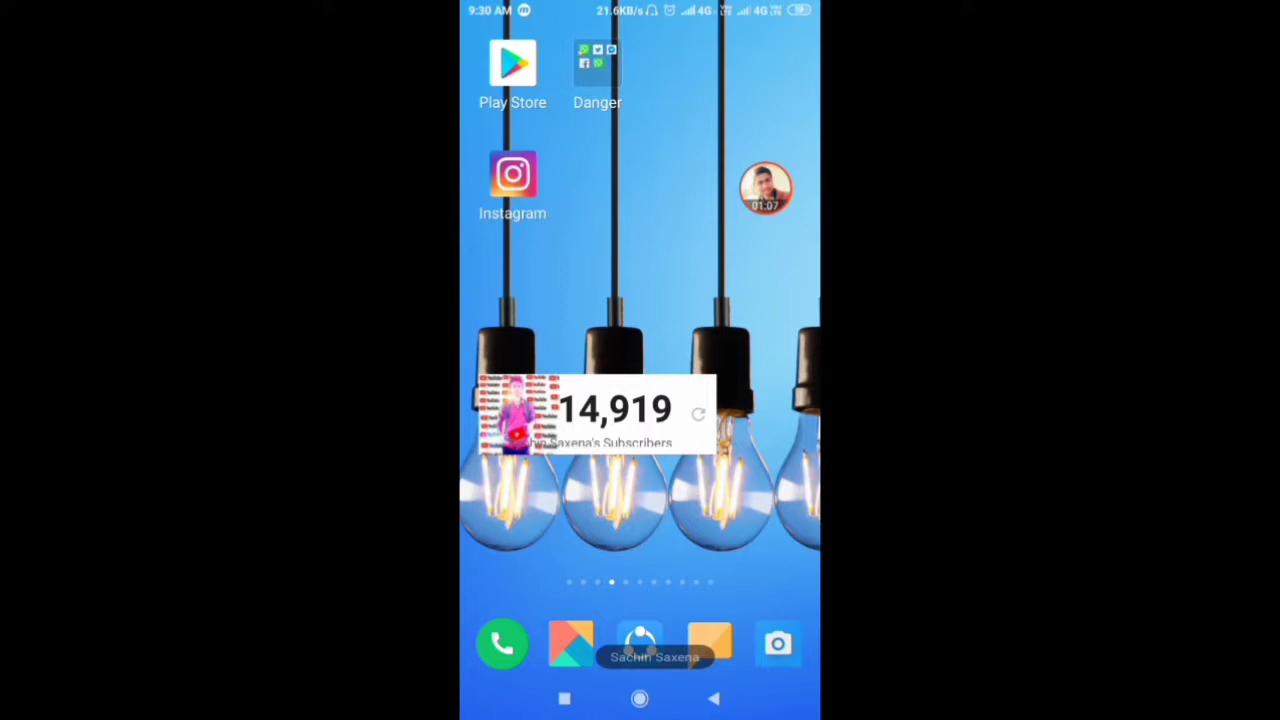 9:30 AM 21.6KB/s 4G 4G
Play Store Danger
Instagram
01:07
14,919
Saxena's Subscribers
Sachin Saxena